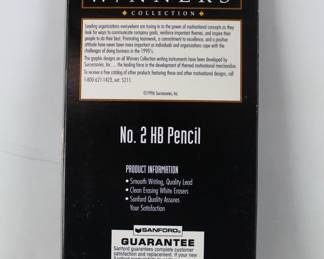 WINNERS
COLLECTION
Leading organizations everywhere are tuning in to the power of motivational concepts as they
look for ways to communicate company goals, reinforce important themes, and inspire their
people to do their best. Promoting teamwork, a commitment to excellence, and a positive
attitude have never been more important as individuals and organizations cope with the
challenges of doing business in the 1990's.
The graphic designs on all Winners Collection writing instruments have been developed by
Successories, Inc... the leading force in the development of themed motivational merchandise.
To receive a free catalog of other products featuring these and other motivational designs, call
1-800-621-1423, ext. 5211.
©1996 Successories, Inc.
No. 2 HB Pencil
PRODUCT INFORMATION
• Smooth Writing, Quality Lead
• Clean Erasing White Erasers
• Sanford Quality Assures
Your Satisfaction
SANFORD
GUARANTEE
Sanford guarantees complete
customer satisfaction and
replacement. If your